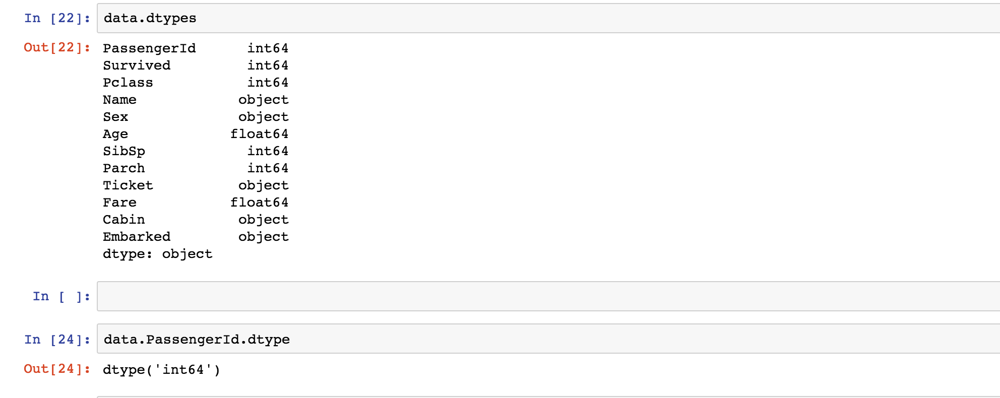 In [22]: data.dtypes
Out[22]: PassengerId      int64
Survived         int64
Pclass           int64
Name            object
Sex             object
Age            float64
SibSp            int64
Parch            int64
Ticket          object
Fare           float64
Cabin           object
Embarked        object
dtype: object
In [ ]:
In [24]: data.PassengerId.dtype
Out[24]: dtype('int64')